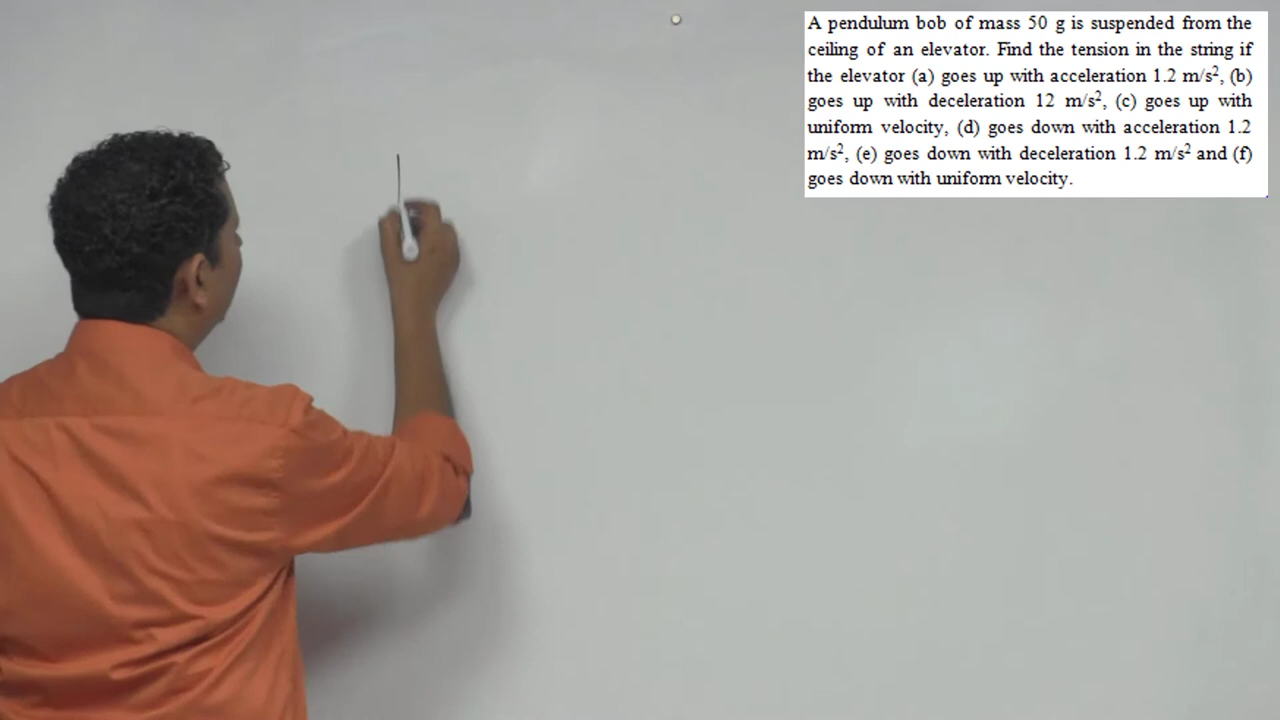 A pendulum bob of mass 50 g is suspended from the
ceiling of an elevator. Find the tension in the string if
the elevator (a) goes up with acceleration 1.2 m/s², (b)
goes up with deceleration 12 m/s², (c) goes up with
uniform velocity, (d) goes down with acceleration 1.2
m/s², (e) goes down with deceleration 1.2 m/s² and (f)
goes down with uniform velocity.